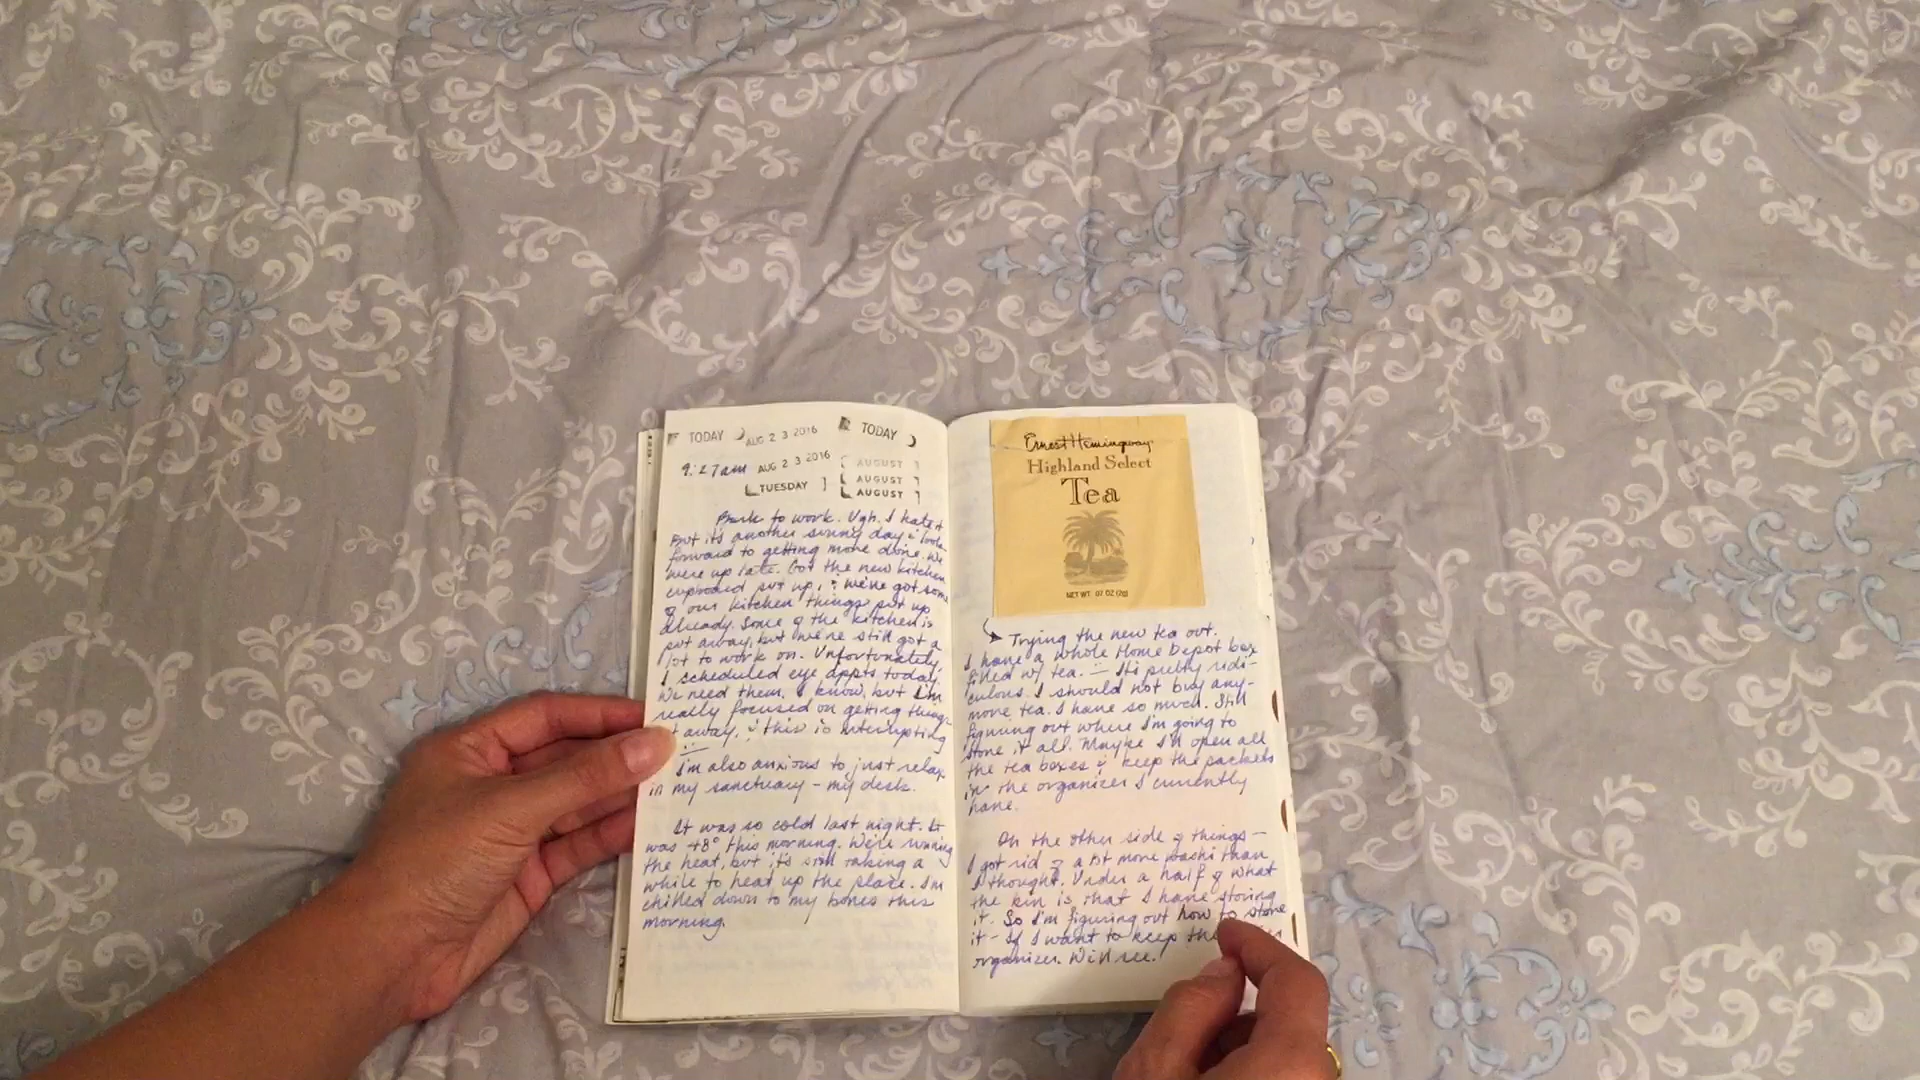 TODAY AUG 2 3 2016 TODAY
9:27am AUG 2 3 2016 AUGUST
TUESDAY AUGUST
AUGUST
Back to work. Ugh. I hate it
But it's another sunny day & look
forward to getting more done. We
were up late. Got the new kitchen
cupboard put up, & we've got some
of our kitchen things put up
already. Some of the kitchen is
put away, but we're still got a
lot to work on. Unfortunately,
I scheduled eye appts today.
We need them, I know, but I'm
really focused on getting things
away, & this is interrupting
I'm also anxious to just relax
in my sanctuary - my desk.
It was so cold last night. It
was 48° this morning. We're running
the heat, but it's still taking a
while to heat up the place. I'm
chilled down to my bones this
morning.
Ernest Hemingway
Highland Select
Tea
NET WT .07 OZ (2g)
Trying the new tea out.
I have a whole Home Depot box
filled w/ tea. It's pretty ridi-
culous. I should not buy any-
more tea. I have so much. Still
figuring out where I'm going to
store it all. Maybe I'll open all
the tea boxes & keep the packets
in the organizer I currently
have.
On the other side of things -
I got rid of a lot more washi than
I thought. Under a half of what
the bin is that I have storing
it. So I'm figuring out how to store
it - If I want to keep the
organizer. Will see!